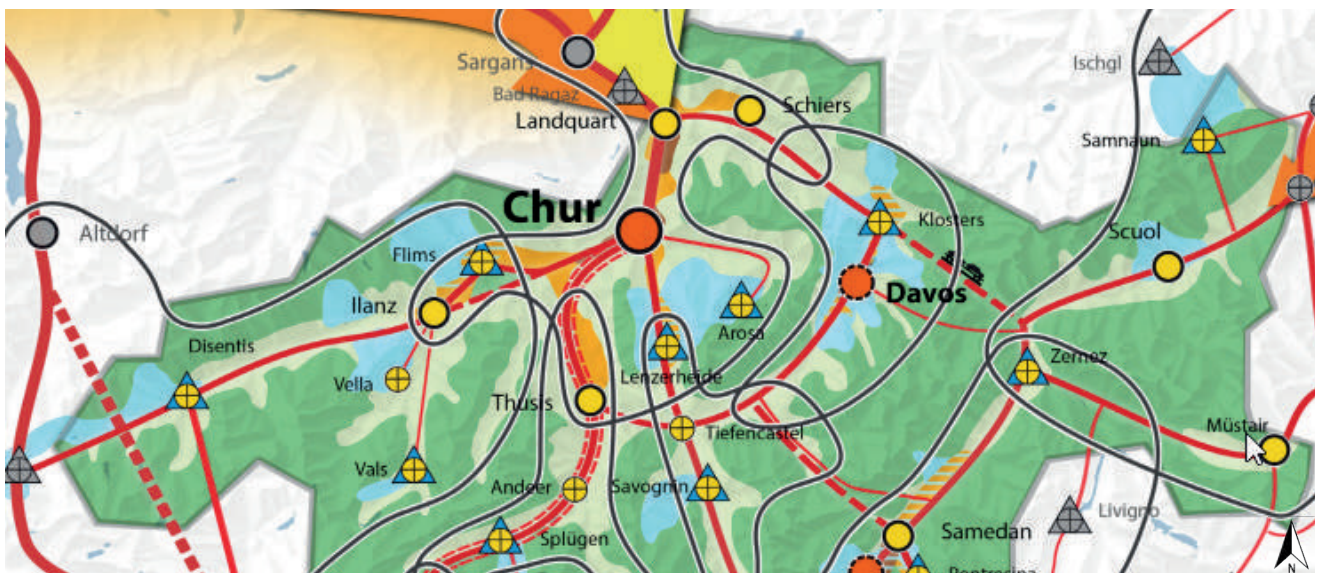 Sargans
Ischgl
Bad Ragaz
Schiers
Landquart
Samnaun
Chur
Klosters
Altdorf
Scuol
Flims
Davos
Ilanz
Arosa
Disentis
Zernez
Lenzerheide
Vella
Thusis
Müstair
Tiefencastel
Vals
Andeer
Savognin
Livigno
Samedan
Splügen
Pontresina
N